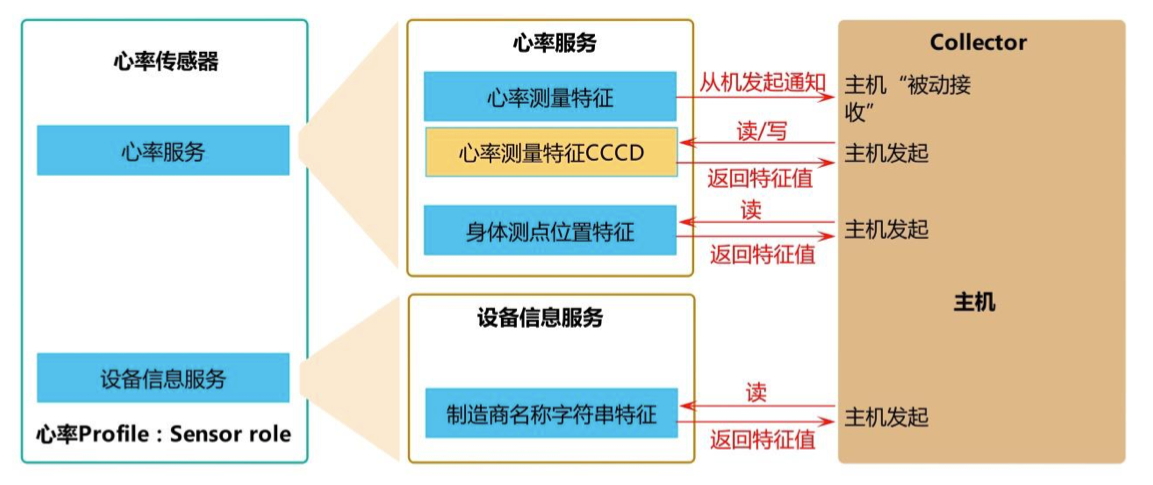 心率传感器
心率服务
设备信息服务
心率Profile：Sensor role
心率服务
心率测量特征
心率测量特征CCCD
身体测点位置特征
设备信息服务
制造商名称字符串特征
从机发起通知
读/写
返回特征值
读
返回特征值
读
返回特征值
Collector
主机“被动接
收”
主机发起
主机发起
主机
主机发起